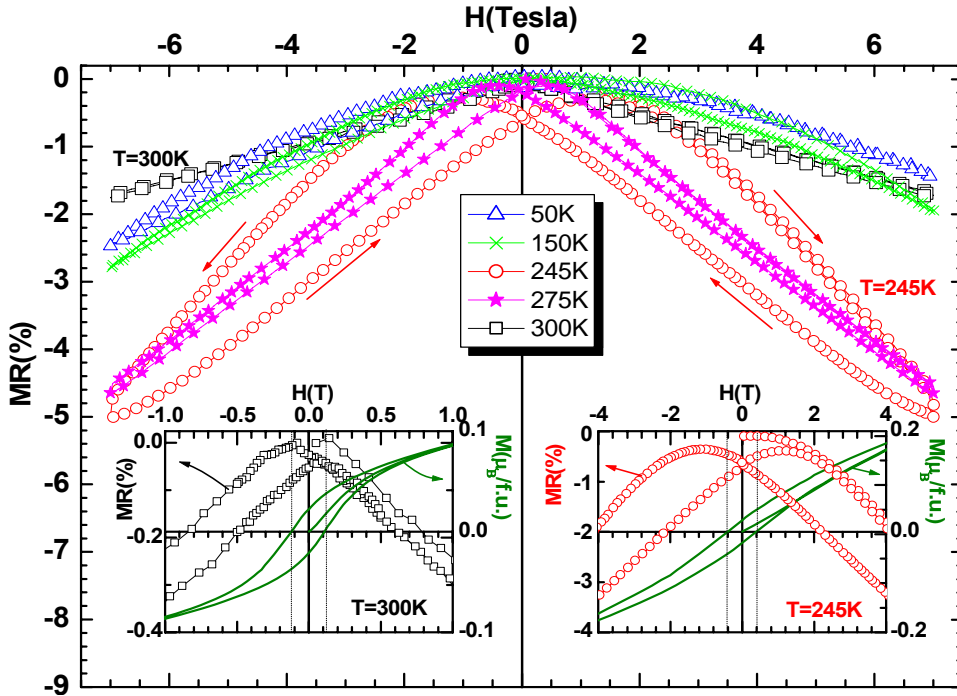 H(Tesla)
-6 -4 -2 0 2 4 6
0
-1
-2
-3
-4
-5
-6
-7
-8
-9
MR(%)
T=300K
T=245K
50K
150K
245K
275K
300K
H(T)
-1.0 -0.5 0.0 0.5 1.0
0.0
-0.2
-0.4
MR(%)
0.1
0.0
-0.1
M(μB/f.u.)
T=300K
H(T)
-4 -2 0 2 4
0
-1
-2
-3
-4
MR(%)
0.2
0.0
-0.2
M(μB/f.u.)
T=245K